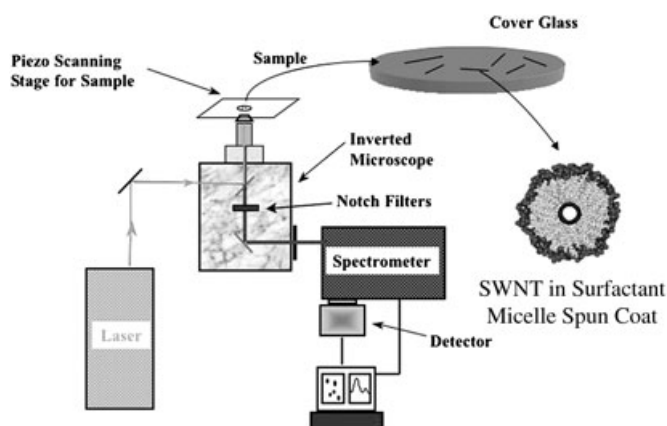 Cover Glass
Piezo Scanning
Stage for Sample
Sample
Inverted
Microscope
Notch Filters
Spectrometer
Laser
Detector
SWNT in Surfactant
Micelle Spun Coat